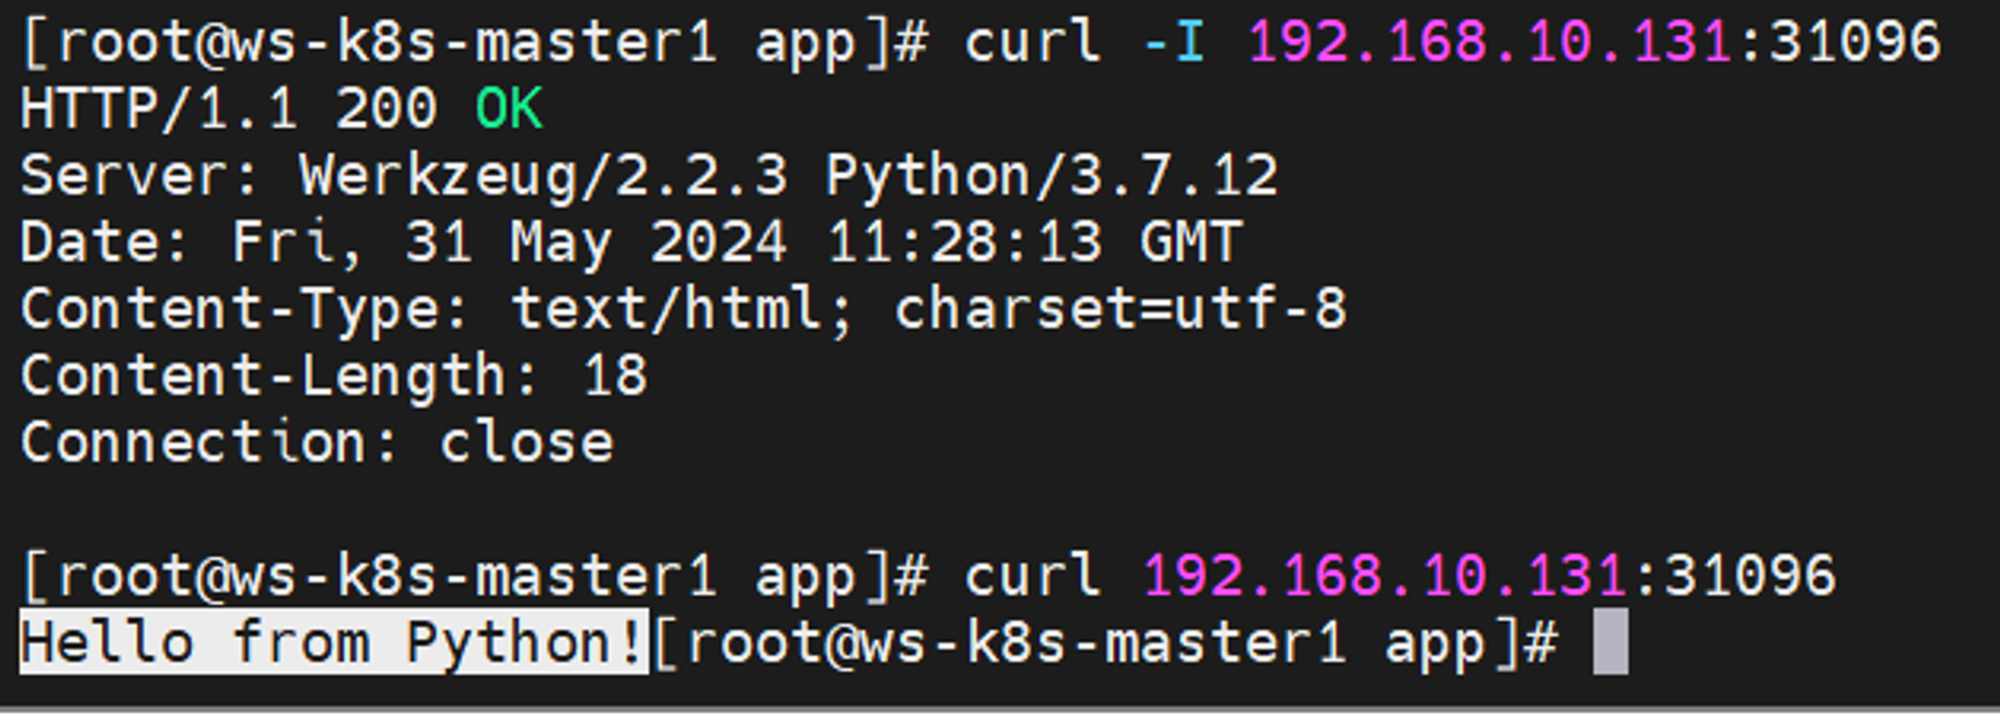 [root@ws-k8s-master1 app]# curl -I 192.168.10.131:31096
HTTP/1.1 200 OK
Server: Werkzeug/2.2.3 Python/3.7.12
Date: Fri, 31 May 2024 11:28:13 GMT
Content-Type: text/html; charset=utf-8
Content-Length: 18
Connection: close

[root@ws-k8s-master1 app]# curl 192.168.10.131:31096
Hello from Python![root@ws-k8s-master1 app]#